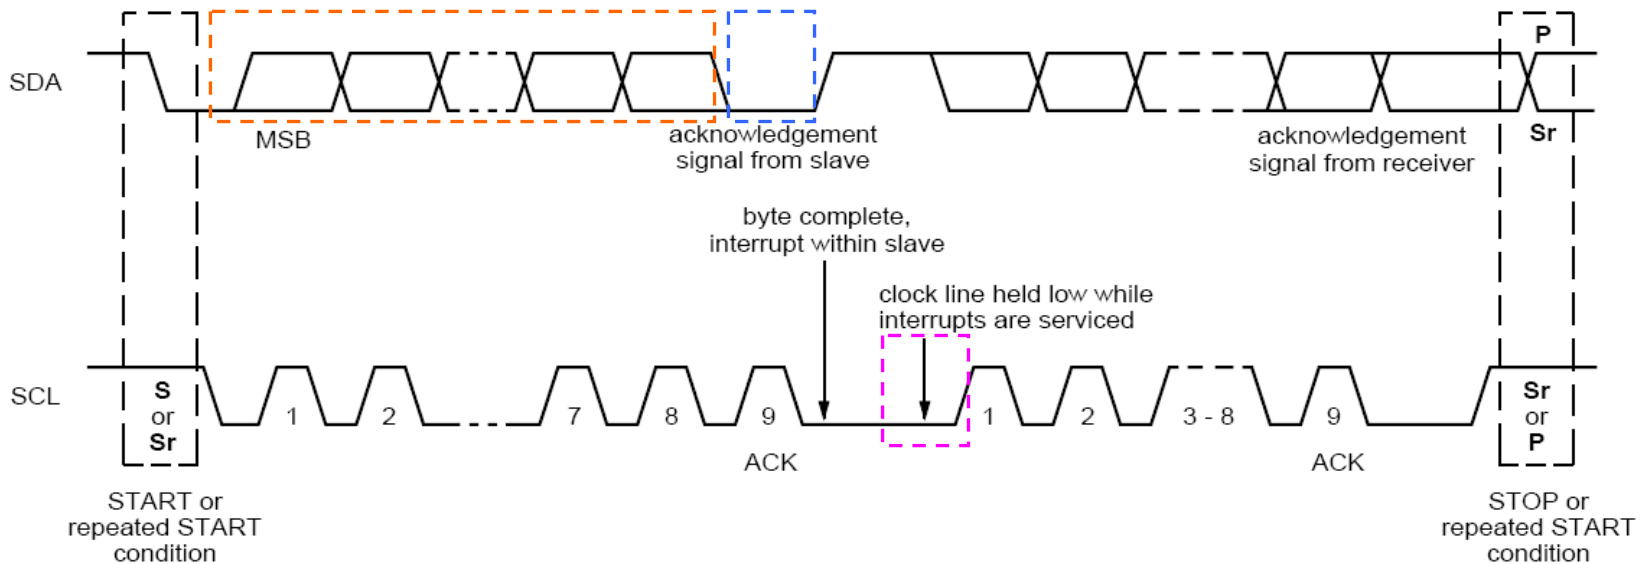 P
SDA
MSB
acknowledgement
signal from slave
acknowledgement
signal from receiver
Sr
byte complete,
interrupt within slave
clock line held low while
interrupts are serviced
SCL
S
or
Sr
1
2
7
8
9
1
2
3 - 8
9
Sr
or
P
ACK
ACK
START or
repeated START
condition
STOP or
repeated START
condition